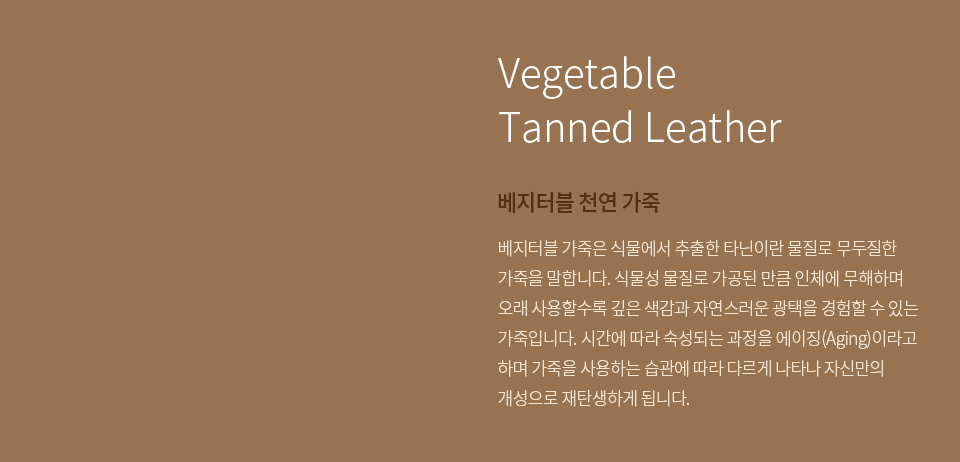 Vegetable
Tanned Leather
베지터블 천연 가죽
베지터블 가죽은 식물에서 추출한 타닌이란 물질로 무두질한
가죽을 말합니다. 식물성 물질로 가공된 만큼 인체에 무해하며
오래 사용할수록 깊은 색감과 자연스러운 광택을 경험할 수 있는
가죽입니다. 시간에 따라 숙성되는 과정을 에이징(Aging)이라고
하며 가죽을 사용하는 습관에 따라 다르게 나타나 자신만의
개성으로 재탄생하게 됩니다.